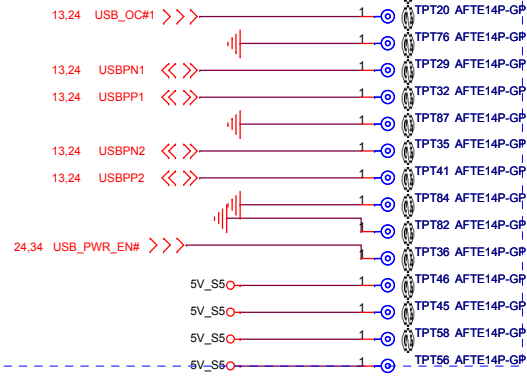 13,24 USB_OC#1 1 TPT20 AFTE14P-GP
1 TPT76 AFTE14P-GP
13,24 USBPN1 1 TPT29 AFTE14P-GP
13,24 USBPP1 1 TPT32 AFTE14P-GP
1 TPT87 AFTE14P-GP
13,24 USBPN2 1 TPT35 AFTE14P-GP
13,24 USBPP2 1 TPT41 AFTE14P-GP
1 TPT84 AFTE14P-GP
1 TPT82 AFTE14P-GP
24,34 USB_PWR_EN# 1 TPT36 AFTE14P-GP
5V_S5 1 TPT46 AFTE14P-GP
5V_S5 1 TPT45 AFTE14P-GP
5V_S5 1 TPT58 AFTE14P-GP
5V_S5 1 TPT56 AFTE14P-GP